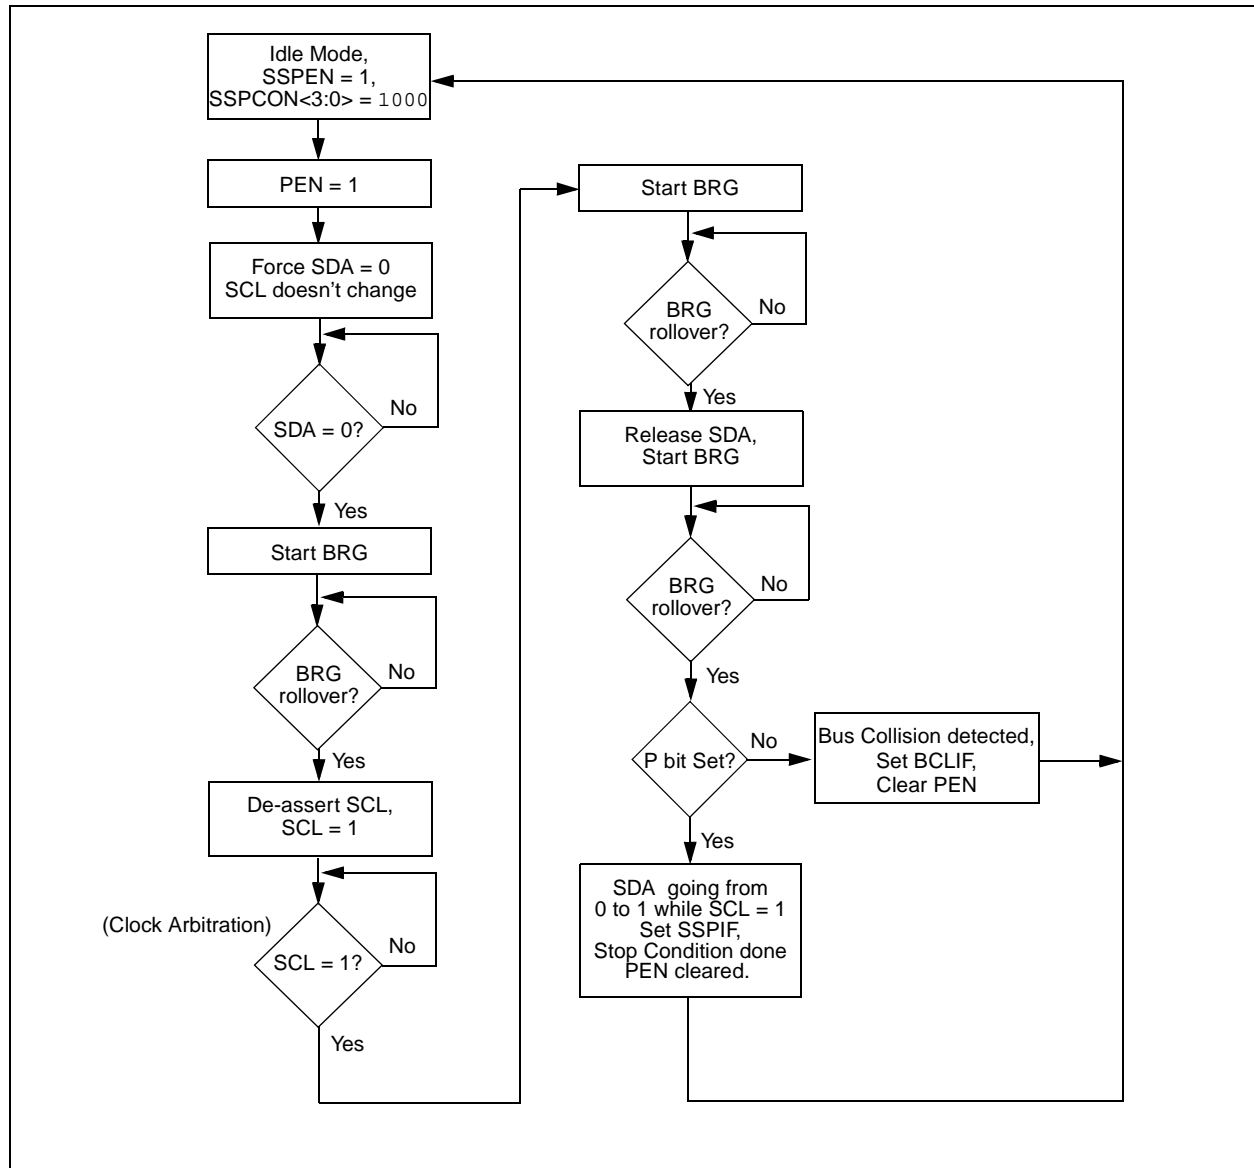 Idle Mode,
SSPEN = 1,
SSPCON<3:0> = 1000
PEN = 1
Force SDA = 0
SCL doesn't change
No
SDA = 0?
Yes
Start BRG
BRG
rollover?
No
Yes
De-assert SCL,
SCL = 1
(Clock Arbitration)
No
SCL = 1?
Yes
Start BRG
BRG
rollover?
No
Yes
Release SDA,
Start BRG
BRG
rollover?
No
Yes
P bit Set?
No
Bus Collision detected,
Set BCLIF,
Clear PEN
Yes
SDA going from
0 to 1 while SCL = 1
Set SSPIF,
Stop Condition done
PEN cleared.